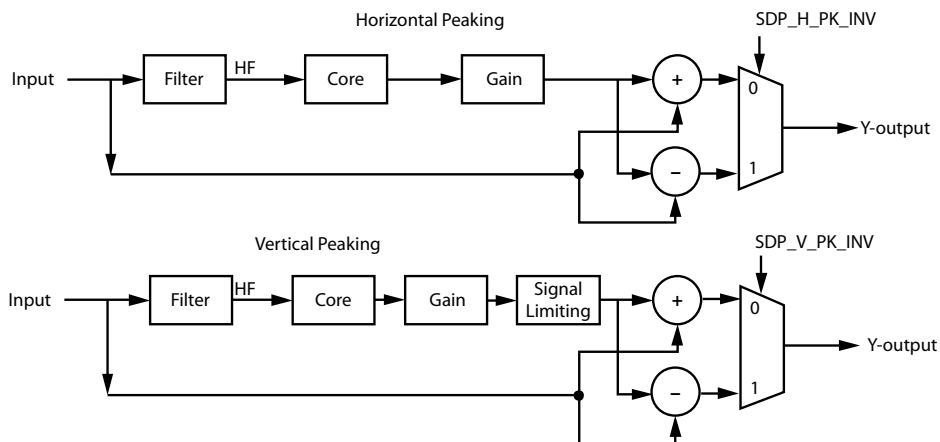 Horizontal Peaking
SDP_H_PK_INV
Input
Filter
HF
Core
Gain
+
0
Y-output
−
1
Vertical Peaking
SDP_V_PK_INV
Input
Filter
HF
Core
Gain
Signal
Limiting
+
0
Y-output
−
1